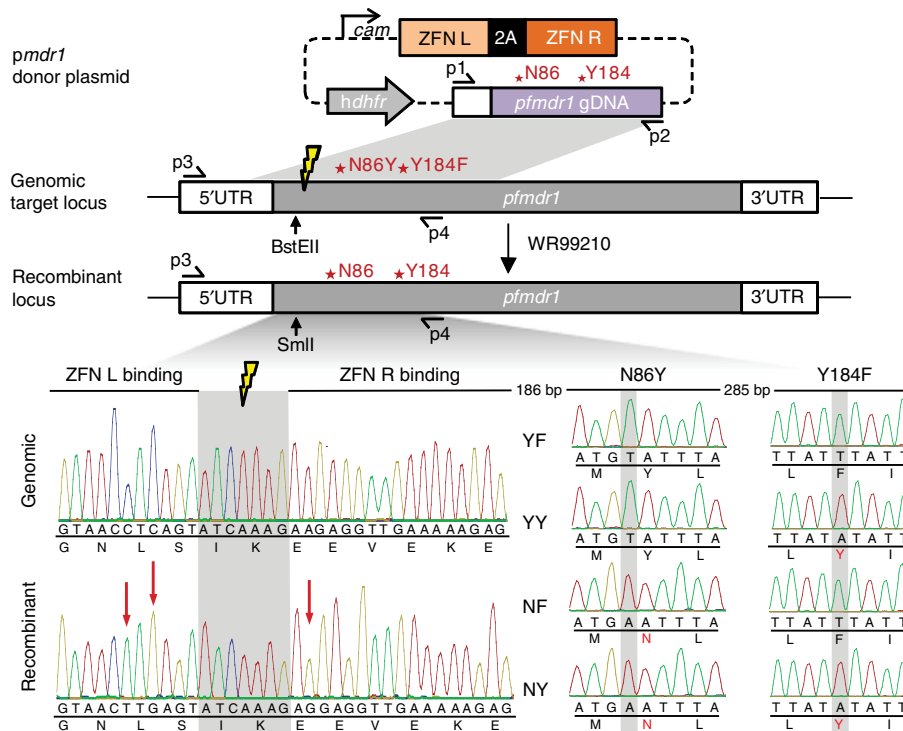 pmdr1
donor plasmid
cam
ZFN L 2A ZFN R
p1 N86 Y184
hdhfr pfmdr1 gDNA
p2
p3 N86Y Y184F
Genomic
target locus
5′UTR pfmdr1 3′UTR
BstEII p4 WR99210
p3 N86 Y184
Recombinant
locus
5′UTR pfmdr1 3′UTR
SmlI p4
ZFN L binding ZFN R binding 186 bp N86Y 285 bp Y184F
Genomic
GTAACCTCAGTATCAAAGAAGAGGTTGAAAAAGAG
G N L S I K E E V E K E
YF
ATGTATTTA
M Y L
TTATTTATT
L F I
YY
ATGTATTTA
M Y L
TTATATATT
L Y I
Recombinant
GTAACTTGAGTATCAAAGAGGAGGTTGAAAAAGAG
G N L S I K E E V E K E
NF
ATGAATTTA
M N L
TTATTTATT
L F I
NY
ATGAATTTA
M N L
TTATATATT
L Y I